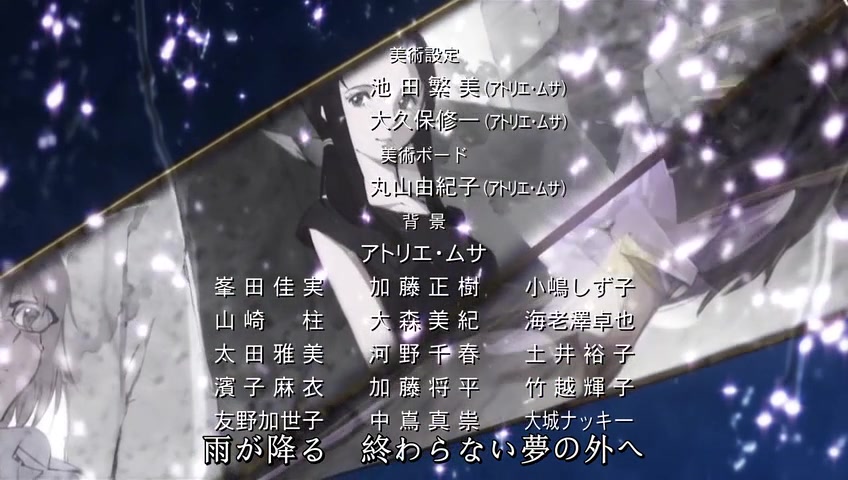 美術設定
池田繁美(アトリエ・ムサ)
大久保修一(アトリエ・ムサ)
美術ボード
丸山由紀子(アトリエ・ムサ)
背景
アトリエ・ムサ
峯田佳実 加藤正樹 小嶋しず子
山崎 柱 大森美紀 海老澤卓也
太田雅美 河野千春 土井裕子
濱子麻衣 加藤将平 竹越輝子
友野加世子 中嶌真崇 大城ナッキー
雨が降る 終わらない夢の外へ